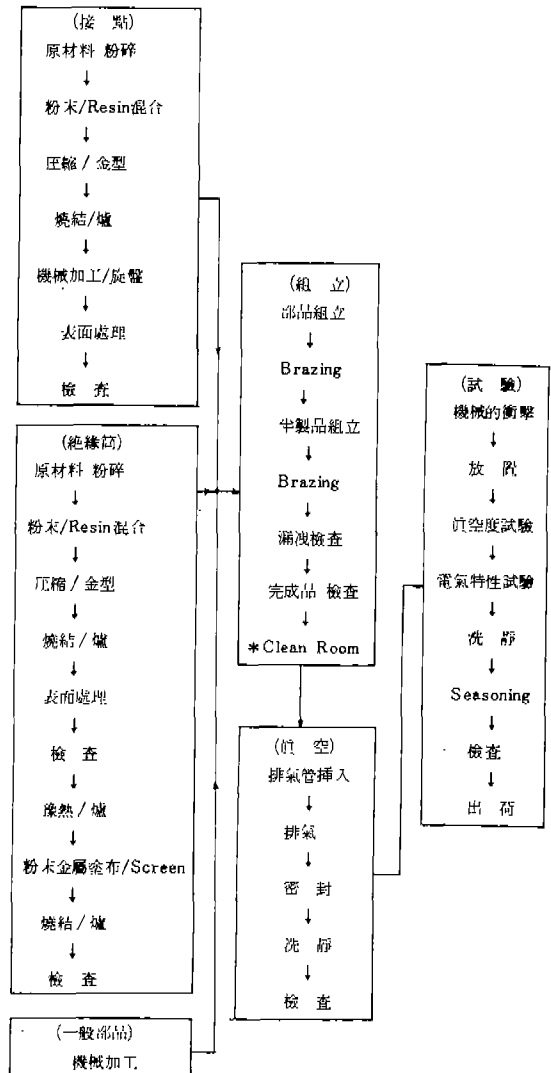 (接 點)
原材料 粉碎
↓
粉末/Resin混合
↓
圧縮 / 金型
↓
燒結/爐
↓
機械加工/旋盤
↓
表面處理
↓
檢 査
(絶緣筒)
原材料 粉碎
↓
粉末/Resin混合
↓
圧縮 / 金型
↓
燒結 / 爐
↓
表面處理
↓
檢 査
↓
豫熱 / 爐
↓
粉末金屬塗布/Screen
↓
燒結 / 爐
↓
檢 査
(一般部品)
機械加工
(組 立)
部品組立
↓
Brazing
↓
半製品組立
↓
Brazing
↓
漏洩檢査
↓
完成品 檢査
↓
*Clean Room
(眞 空)
排氣管挿入
↓
排氣
↓
密 封
↓
洗 靜
↓
檢 査
(試 驗)
機械的衝擊
↓
放 置
↓
眞空度試驗
↓
電氣特性試驗
↓
洗 靜
↓
Seasoning
↓
檢査
↓
出 荷